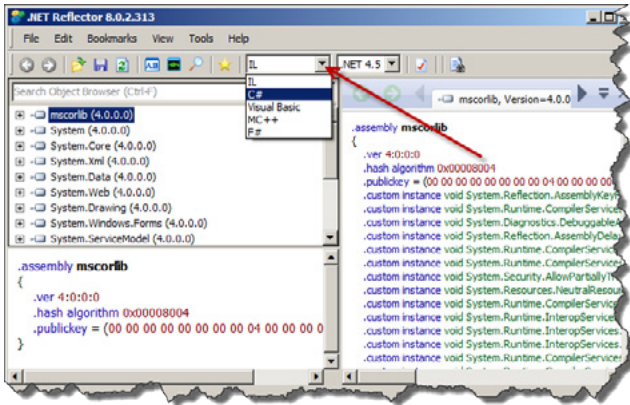 .NET Reflector 8.0.2.313
File Edit Bookmarks View Tools Help
IL .NET 4.5
Search Object Browser (Ctrl-F)
IL
C#
Visual Basic
MC++
F#
mscorlib (4.0.0.0)
System (4.0.0.0)
System.Core (4.0.0.0)
System.Xml (4.0.0.0)
System.Data (4.0.0.0)
System.Web (4.0.0.0)
System.Drawing (4.0.0.0)
System.Windows.Forms (4.0.0.0)
System.ServiceModel (4.0.0.0)
.assembly mscorlib
{
.ver 4:0:0:0
.hash algorithm 0x00008004
.publickey = (00 00 00 00 00 00 00 00 04 00 00 00 0
}
mscorlib, Version=4.0.0
.assembly mscorlib
{
.ver 4:0:0:0
.hash algorithm 0x00008004
.publickey = (00 00 00 00 00 00 00 00 04 00 00 00 00
.custom instance void System.Reflection.AssemblyKeyF
.custom instance void System.Runtime.CompilerServices
.custom instance void System.Diagnostics.DebuggableA
.custom instance void System.Reflection.AssemblyDelay
.custom instance void System.Runtime.CompilerService
.custom instance void System.Runtime.CompilerService
.custom instance void System.Security.AllowPartiallyT
.custom instance void System.Resources.NeutralResour
.custom instance void System.Runtime.CompilerService
.custom instance void System.Runtime.InteropServices
.custom instance void System.Runtime.InteropServices.
.custom instance void System.Runtime.InteropServices.
.custom instance void System.Runtime.CompilerServices